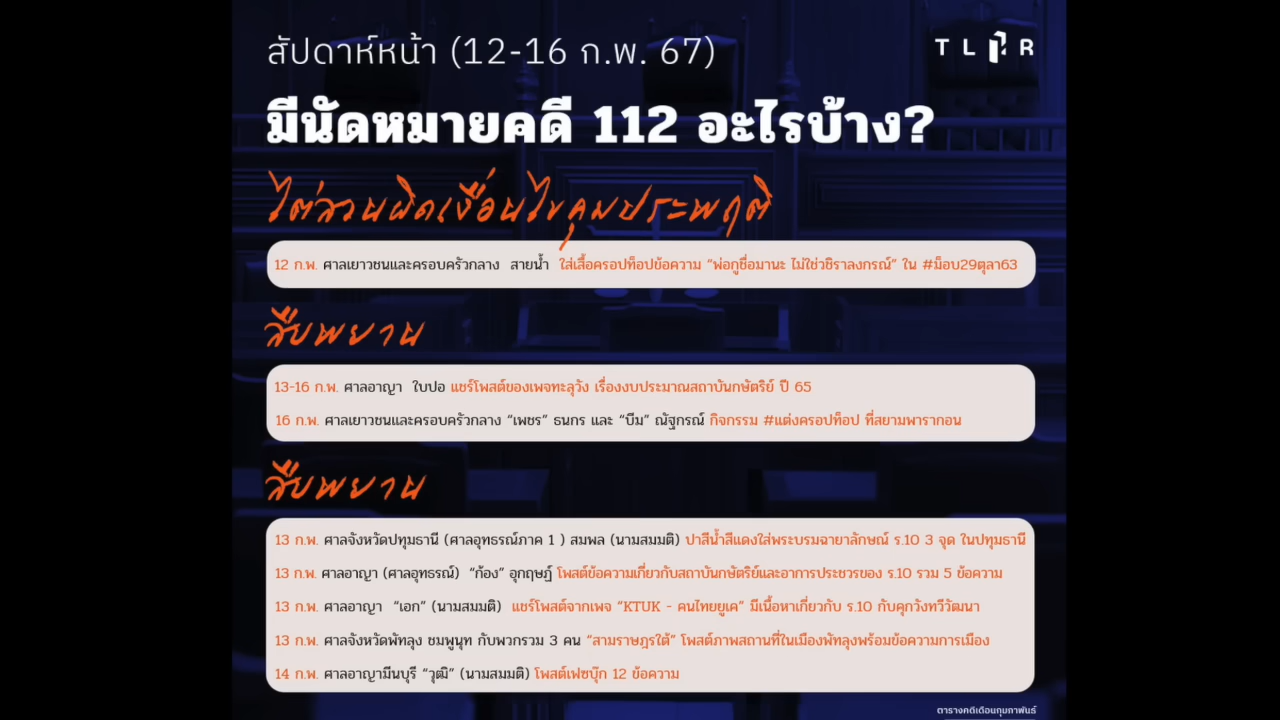 สัปดาห์หน้า (12-16 ก.พ. 67)
TLHR
มีนัดหมายคดี 112 อะไรบ้าง?
ไต่สวนผิดเงื่อนไขคุมประพฤติ
12 ก.พ. ศาลเยาวชนและครอบครัวกลาง สายน้ำ ใส่เสื้อครอปท็อปข้อความ “พ่อกูชื่อมานะ ไม่ใช่วชิราลงกรณ์” ใน #ม็อบ29ตุลา63
สืบพยาน
13-16 ก.พ. ศาลอาญา ใบปอ แชร์โพสต์ของเพจทะลุวัง เรื่องงบประมาณสถาบันกษัตริย์ ปี 65
16 ก.พ. ศาลเยาวชนและครอบครัวกลาง “เพชร” ธนกร และ “บีม” ณัฐกรณ์ กิจกรรม #แต่งครอปท็อป ที่สยามพารากอน
สืบพยาน
13 ก.พ. ศาลจังหวัดปทุมธานี (ศาลอุทธรณ์ภาค 1 ) สมพล (นามสมมติ) ปาสีน้ำสีแดงใส่พระบรมฉายาลักษณ์ ร.10 3 จุด ในปทุมธานี
13 ก.พ. ศาลอาญา (ศาลอุทธรณ์) “ก้อง” อุกฤษฏ์ โพสต์ข้อความเกี่ยวกับสถาบันกษัตริย์และอาการประชวรของ ร.10 รวม 5 ข้อความ
13 ก.พ. ศาลอาญา “เอก” (นามสมมติ) แชร์โพสต์จากเพจ “KTUK - คนไทยยูเค” มีเนื้อหาเกี่ยวกับ ร.10 กับคุกวังทวีวัฒนา
13 ก.พ. ศาลจังหวัดพัทลุง ชมพูนุท กับพวกรวม 3 คน “สามราษฎรใต้” โพสต์ภาพสถานที่ในเมืองพัทลุงพร้อมข้อความการเมือง
14 ก.พ. ศาลอาญามีนบุรี “วุฒิ” (นามสมมติ) โพสต์เฟซบุ๊ก 12 ข้อความ
ตารางคดีเดือนกุมภาพันธ์